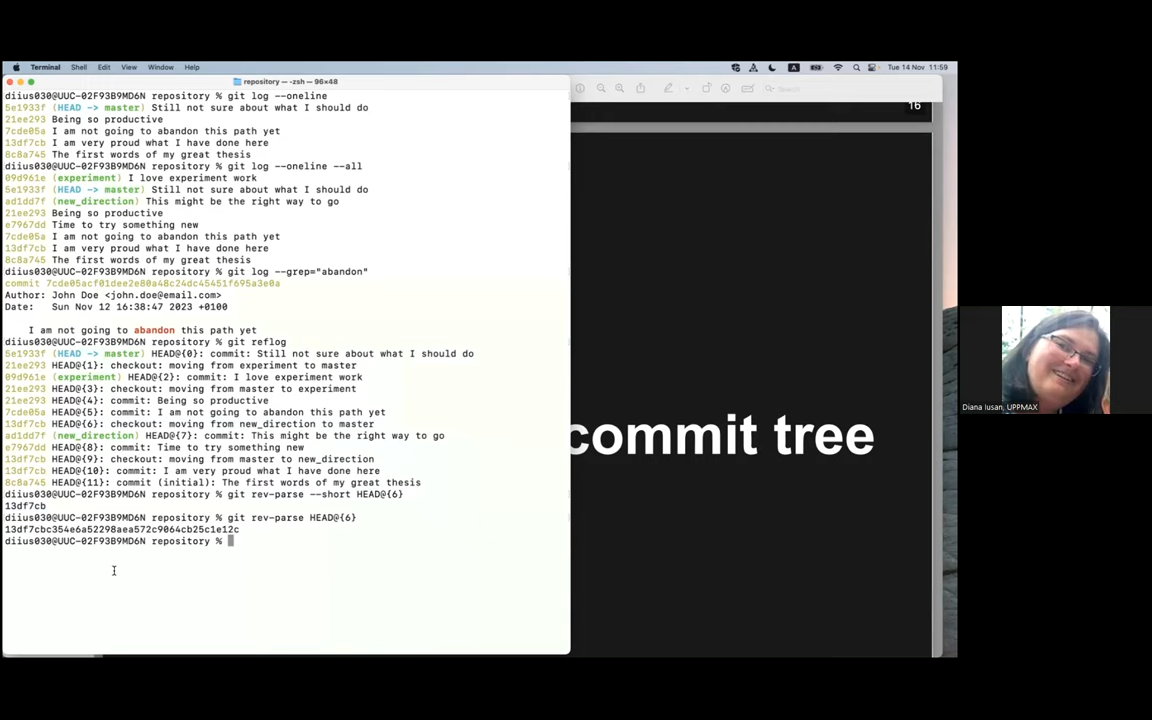 Terminal Shell Edit View Window Help
Tue 14 Nov 11:59
repository — -zsh — 96×48
diius030@UUC-02F93B9MD6N repository % git log --oneline
5e1933f (HEAD -> master) Still not sure about what I should do
21ee293 Being so productive
7cde05a I am not going to abandon this path yet
13df7cb I am very proud what I have done here
8c8a745 The first words of my great thesis
diius030@UUC-02F93B9MD6N repository % git log --oneline --all
09d961e (experiment) I love experiment work
5e1933f (HEAD -> master) Still not sure about what I should do
ad1dd7f (new_direction) This might be the right way to go
21ee293 Being so productive
e7967dd Time to try something new
7cde05a I am not going to abandon this path yet
13df7cb I am very proud what I have done here
8c8a745 The first words of my great thesis
diius030@UUC-02F93B9MD6N repository % git log --grep="abandon"
commit 7cde05acf01dee2e80a48c24dc45451f695a3e0a
Author: John Doe <john.doe@email.com>
Date:   Sun Nov 12 16:38:47 2023 +0100
I am not going to abandon this path yet
diius030@UUC-02F93B9MD6N repository % git reflog
5e1933f (HEAD -> master) HEAD@{0}: commit: Still not sure about what I should do
21ee293 HEAD@{1}: checkout: moving from experiment to master
09d961e (experiment) HEAD@{2}: commit: I love experiment work
21ee293 HEAD@{3}: checkout: moving from master to experiment
21ee293 HEAD@{4}: commit: Being so productive
7cde05a HEAD@{5}: commit: I am not going to abandon this path yet
13df7cb HEAD@{6}: checkout: moving from new_direction to master
ad1dd7f (new_direction) HEAD@{7}: commit: This might be the right way to go
e7967dd HEAD@{8}: commit: Time to try something new
13df7cb HEAD@{9}: checkout: moving from master to new_direction
13df7cb HEAD@{10}: commit: I am very proud what I have done here
8c8a745 HEAD@{11}: commit (initial): The first words of my great thesis
diius030@UUC-02F93B9MD6N repository % git rev-parse --short HEAD@{6}
13df7cb
diius030@UUC-02F93B9MD6N repository % git rev-parse HEAD@{6}
13df7cbc354e6a52298aea572c9064cb25c1e12c
diius030@UUC-02F93B9MD6N repository %
Search
16
commit tree
Diana Iusan, UPPMAX